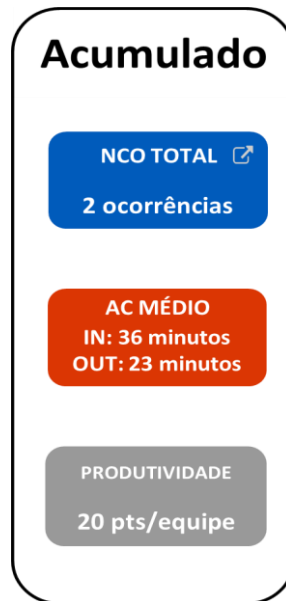 Acumulado
NCO TOTAL
2 ocorrências
AC MÉDIO
IN: 36 minutos
OUT: 23 minutos
PRODUTIVIDADE
20 pts/equipe